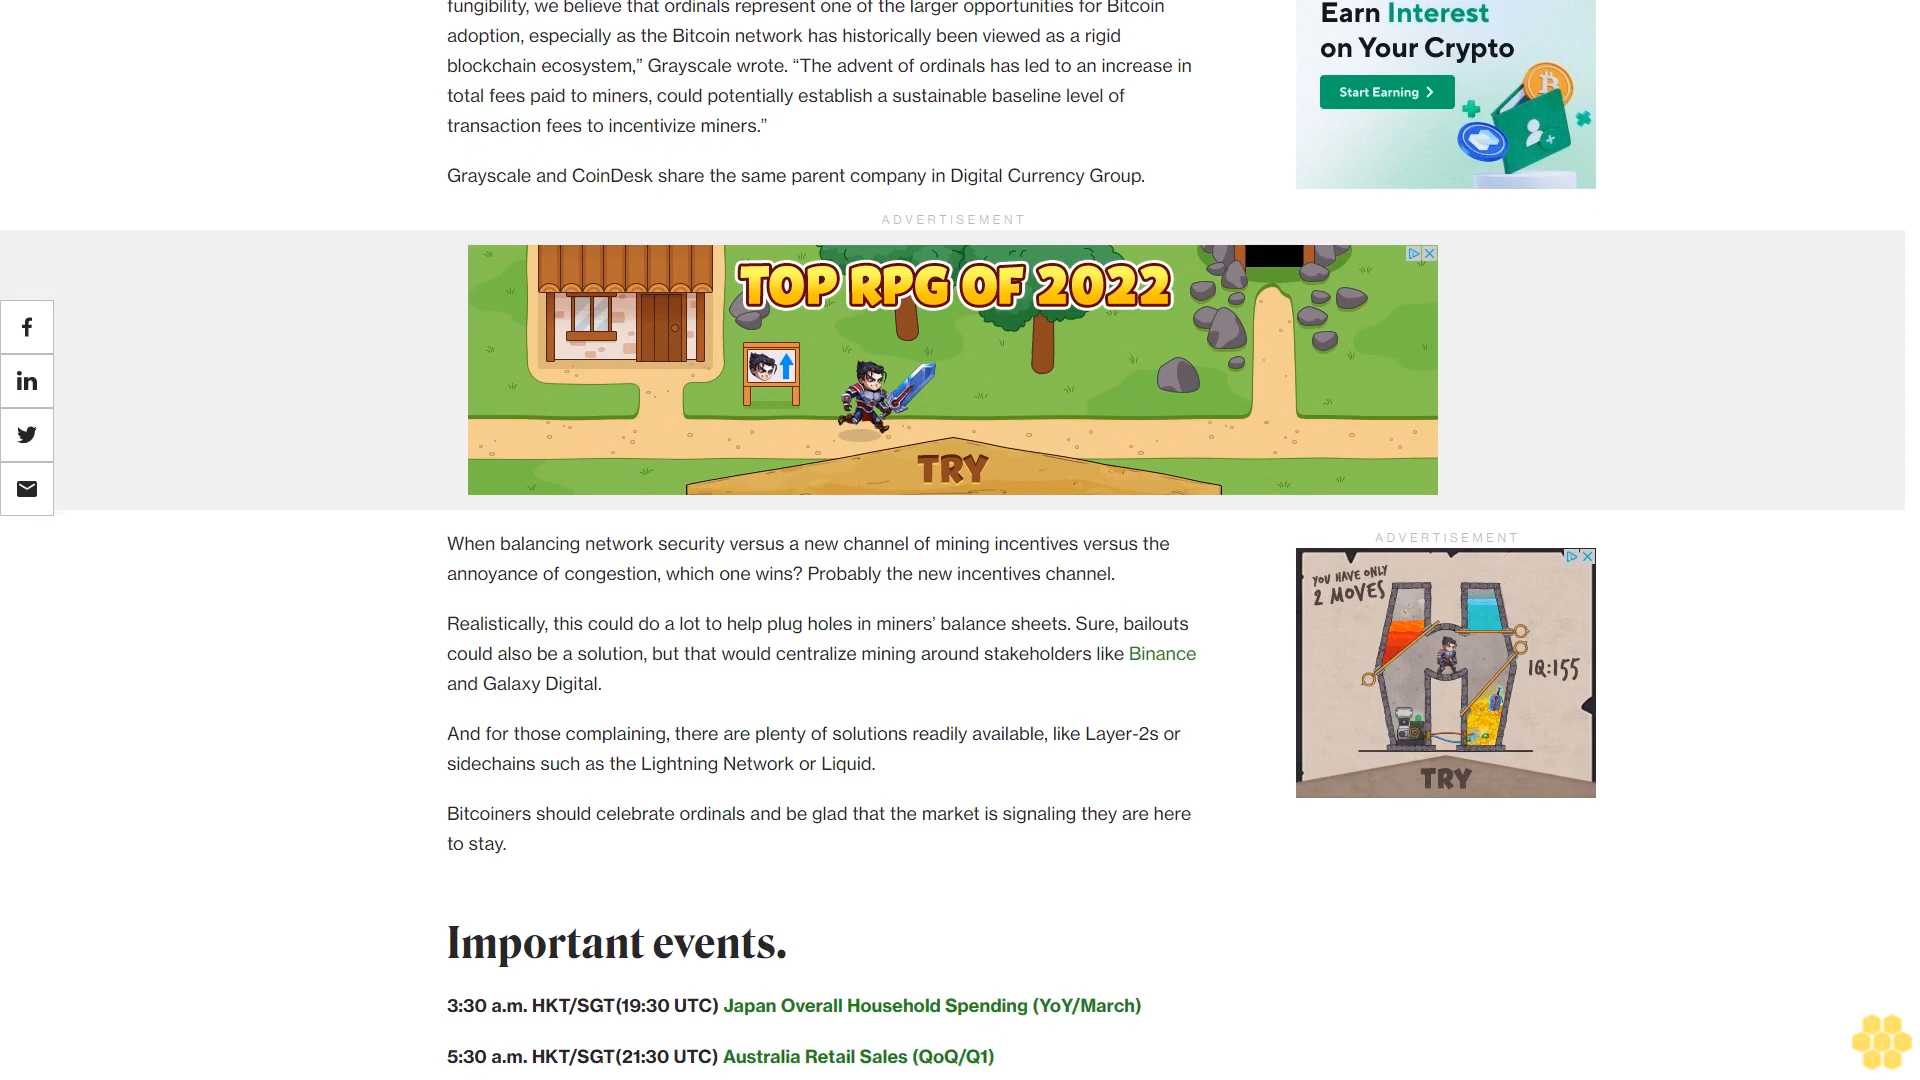 fungibility, we believe that ordinals represent one of the larger opportunities for Bitcoin
adoption, especially as the Bitcoin network has historically been viewed as a rigid
blockchain ecosystem,” Grayscale wrote. “The advent of ordinals has led to an increase in
total fees paid to miners, could potentially establish a sustainable baseline level of
transaction fees to incentivize miners.”
Grayscale and CoinDesk share the same parent company in Digital Currency Group.
Earn Interest
on Your Crypto
Start Earning
ADVERTISEMENT
TOP RPG OF 2022
TRY
When balancing network security versus a new channel of mining incentives versus the
annoyance of congestion, which one wins? Probably the new incentives channel.
Realistically, this could do a lot to help plug holes in miners’ balance sheets. Sure, bailouts
could also be a solution, but that would centralize mining around stakeholders like Binance
and Galaxy Digital.
And for those complaining, there are plenty of solutions readily available, like Layer-2s or
sidechains such as the Lightning Network or Liquid.
Bitcoiners should celebrate ordinals and be glad that the market is signaling they are here
to stay.
ADVERTISEMENT
YOU HAVE ONLY
2 MOVES
IQ:155
TRY
Important events.
3:30 a.m. HKT/SGT(19:30 UTC) Japan Overall Household Spending (YoY/March)
5:30 a.m. HKT/SGT(21:30 UTC) Australia Retail Sales (QoQ/Q1)